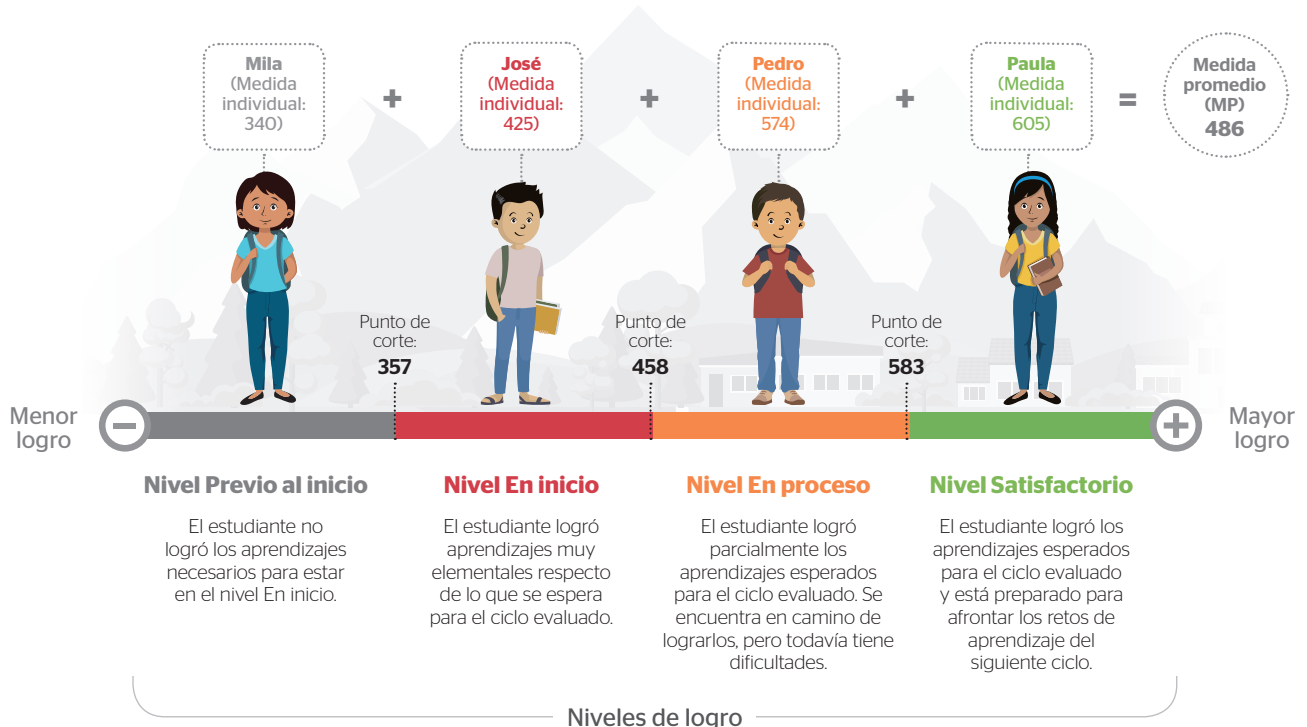 Mila
(Medida
individual:
340)
+
José
(Medida
individual:
425)
+
Pedro
(Medida
individual:
574)
+
Paula
(Medida
individual:
605)
=
Medida
promedio
(MP)
486
Punto de
corte:
357
Punto de
corte:
458
Punto de
corte:
583
Menor
logro
−
+
Mayor
logro
Nivel Previo al inicio
El estudiante no
logró los aprendizajes
necesarios para estar
en el nivel En inicio.
Nivel En inicio
El estudiante logró
aprendizajes muy
elementales respecto
de lo que se espera
para el ciclo evaluado.
Nivel En proceso
El estudiante logró
parcialmente los
aprendizajes esperados
para el ciclo evaluado. Se
encuentra en camino de
lograrlos, pero todavía tiene
dificultades.
Nivel Satisfactorio
El estudiante logró los
aprendizajes esperados
para el ciclo evaluado
y está preparado para
afrontar los retos de
aprendizaje del
siguiente ciclo.
Niveles de logro